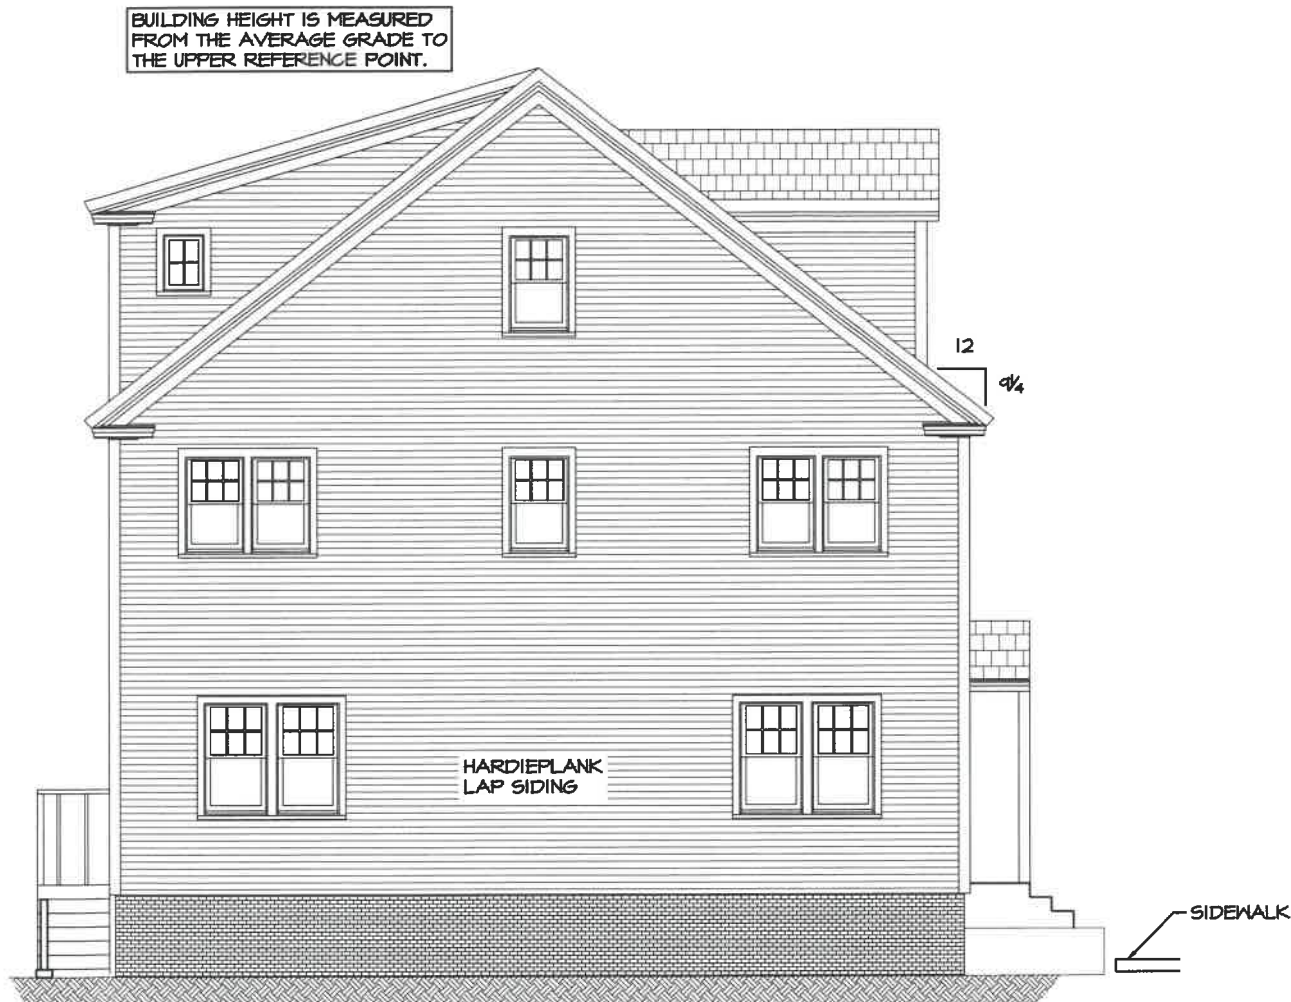 BUILDING HEIGHT IS MEASURED
FROM THE AVERAGE GRADE TO
THE UPPER REFERENCE POINT.
12
9 1/4
HARDIEPLANK
LAP SIDING
SIDEWALK